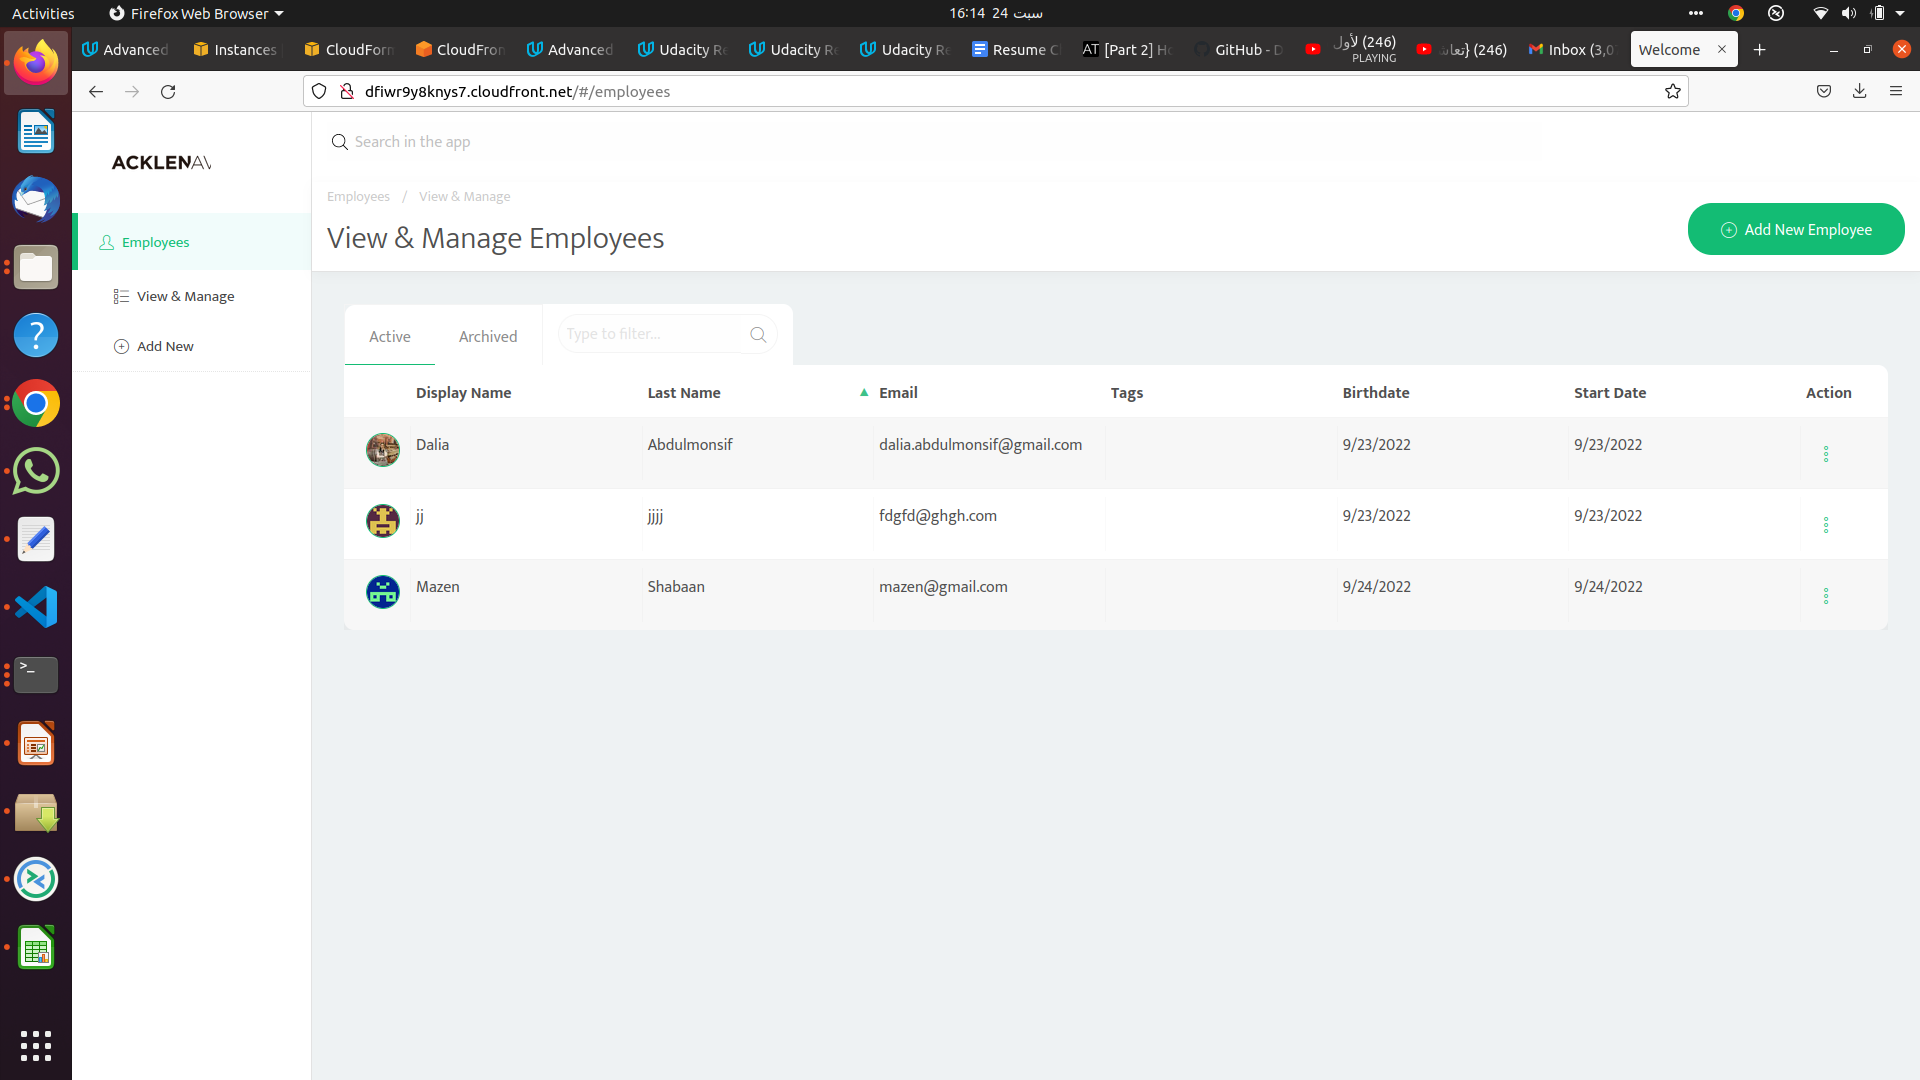 Activities
Firefox Web Browser
16:14 24 سبت
Advanced
Instances
CloudForm
CloudFron
Advanced
Udacity Re
Udacity Re
Udacity Re
Resume C
AT [Part 2] Ho
GitHub - D
(246) لأول
PLAYING
(246)
Inbox (3,0
Welcome
dfiwr9y8knys7.cloudfront.net/#/employees
ACKLENAV
Employees
View & Manage
Add New
Search in the app
Employees / View & Manage
View & Manage Employees
Add New Employee
Active
Archived
Type to filter...
Display Name Last Name Email Tags Birthdate Start Date Action
Dalia Abdulmonsif dalia.abdulmonsif@gmail.com 9/23/2022 9/23/2022
jj jjjj fdgfd@ghgh.com 9/23/2022 9/23/2022
Mazen Shabaan mazen@gmail.com 9/24/2022 9/24/2022